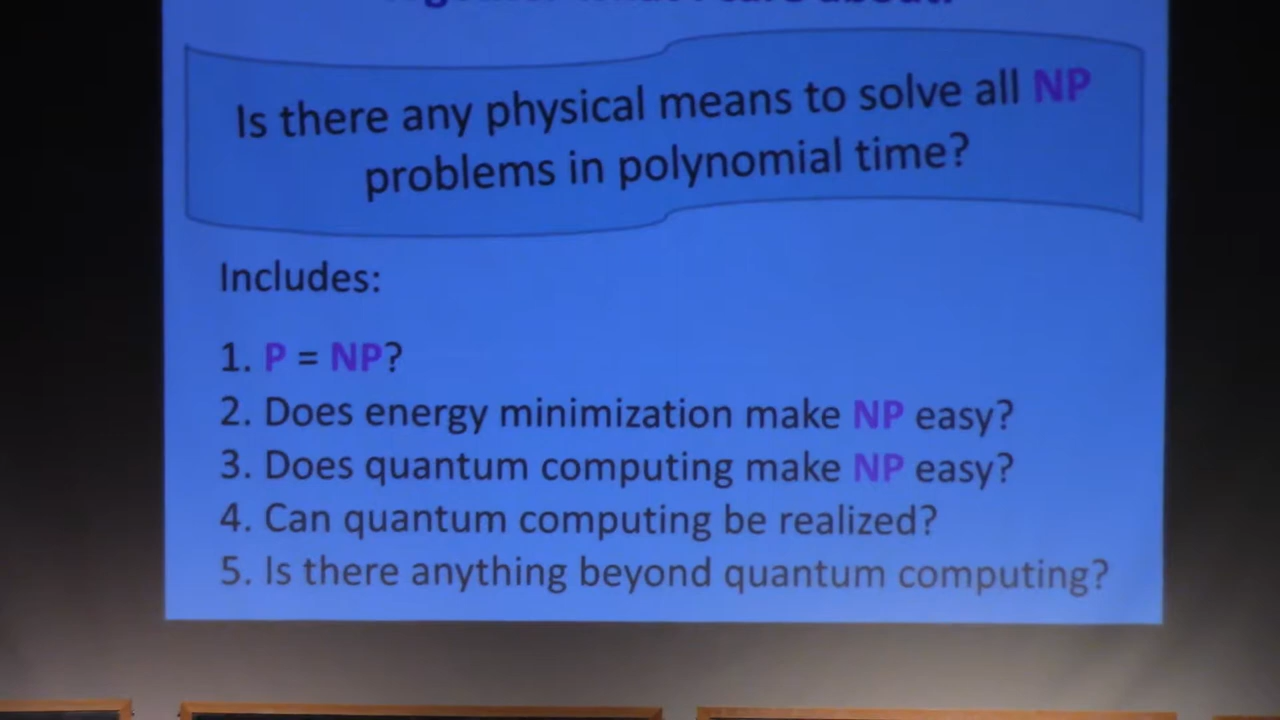 about.
Is there any physical means to solve all NP
problems in polynomial time?
Includes:
1. P = NP?
2. Does energy minimization make NP easy?
3. Does quantum computing make NP easy?
4. Can quantum computing be realized?
5. Is there anything beyond quantum computing?